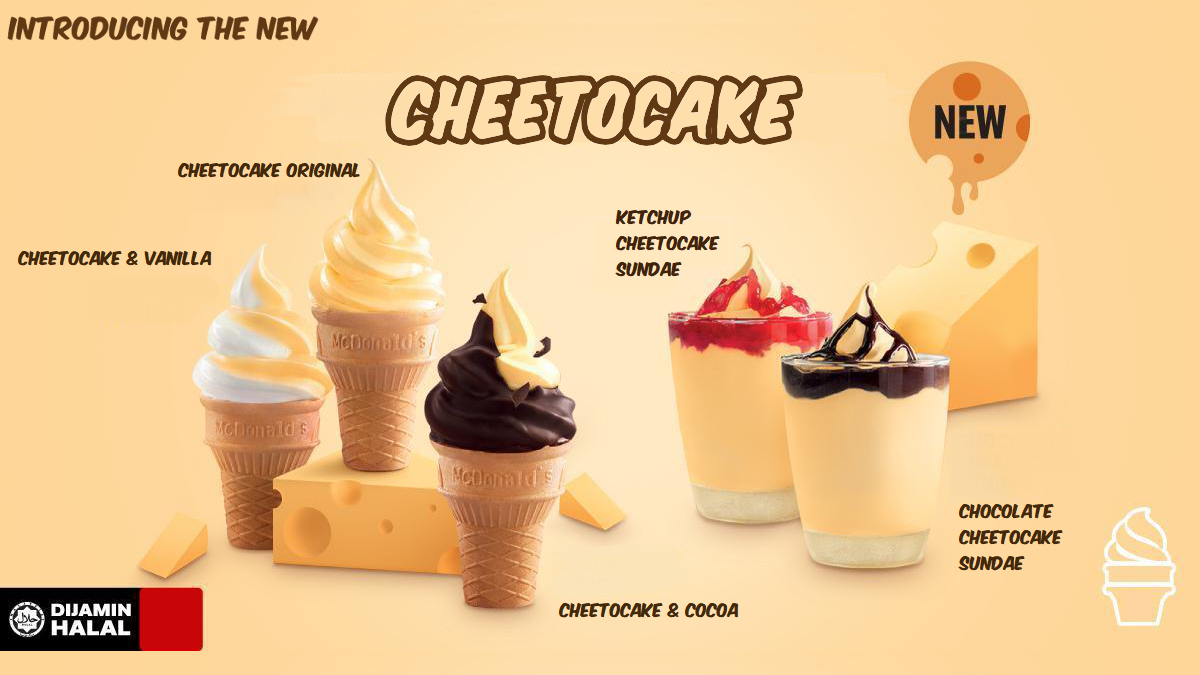 INTRODUCING THE NEW
CHEETOCAKE
NEW
CHEETOCAKE ORIGINAL
CHEETOCAKE & VANILLA
KETCHUP
CHEETOCAKE
SUNDAE
McDonald's
McDonald's
McDonald's
CHOCOLATE
CHEETOCAKE
SUNDAE
CHEETOCAKE & COCOA
DIJAMIN
HALAL